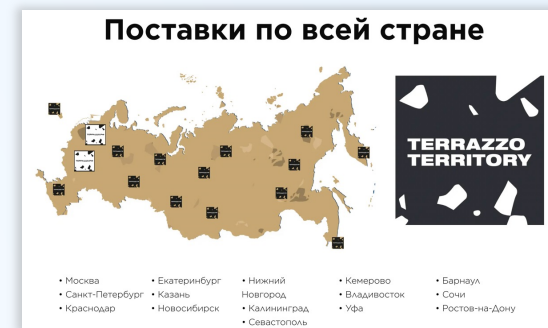 Поставки по всей стране
TERRAZZO
TERRITORY
• Москва
• Санкт-Петербург
• Краснодар
• Екатеринбург
• Казань
• Новосибирск
• Нижний
Новгород
• Калининград
• Севастополь
• Кемерово
• Владивосток
• Уфа
• Барнаул
• Сочи
• Ростов-на-Дону